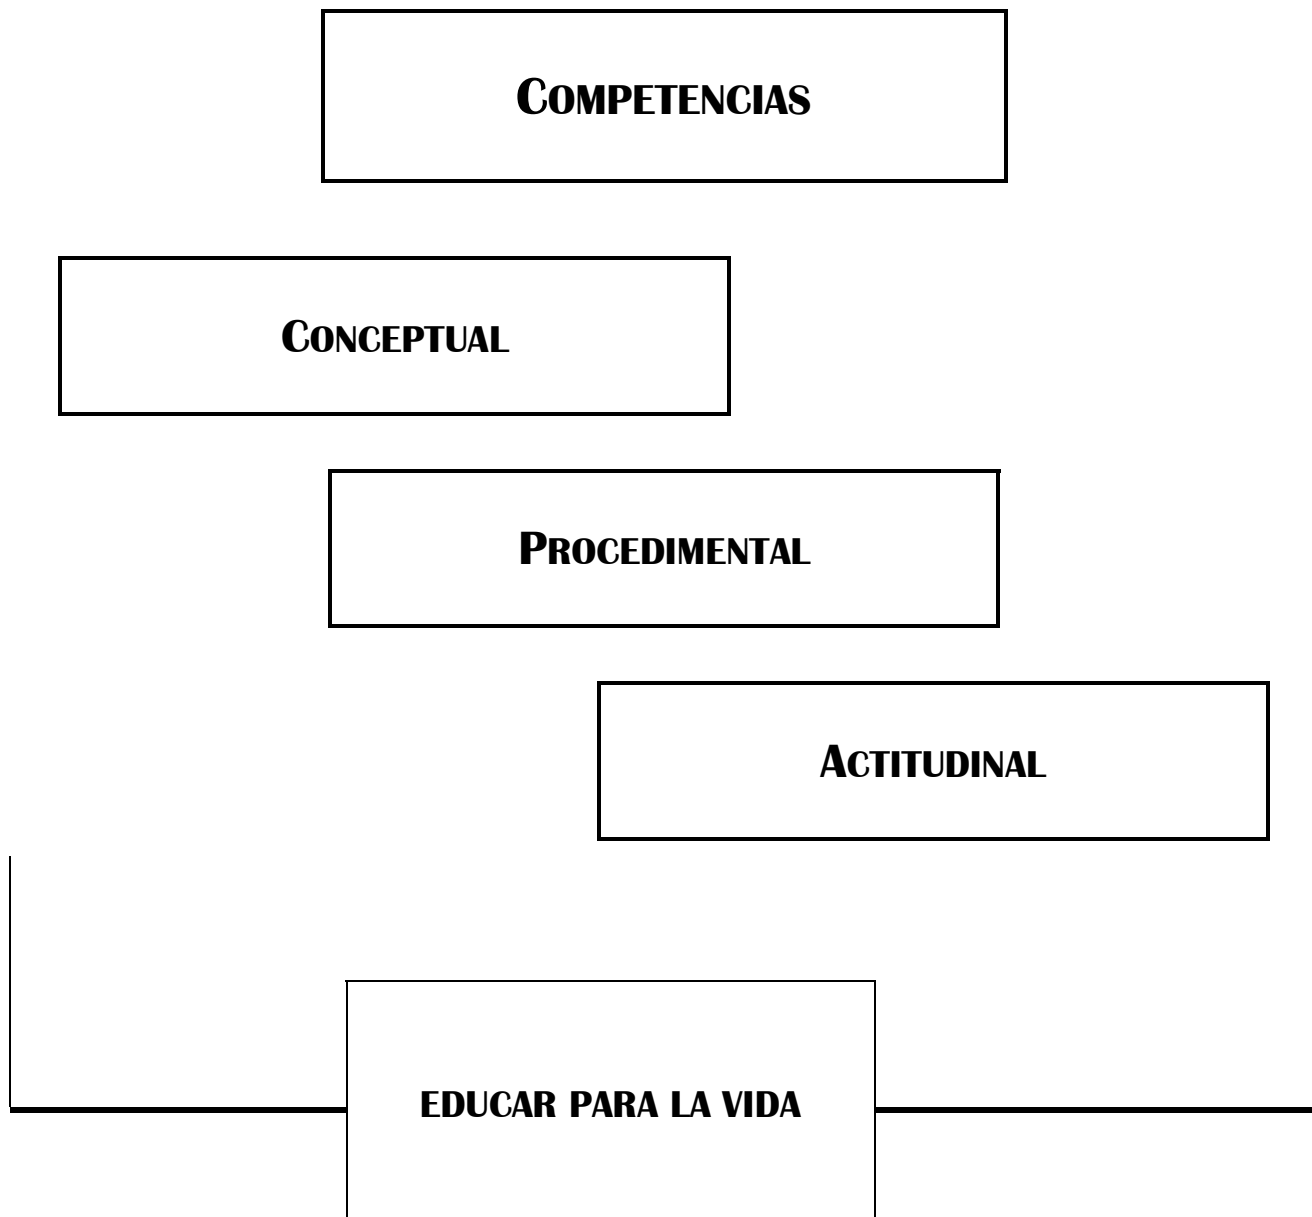 COMPETENCIAS
CONCEPTUAL
PROCEDIMENTAL
ACTITUDINAL
EDUCAR PARA LA VIDA